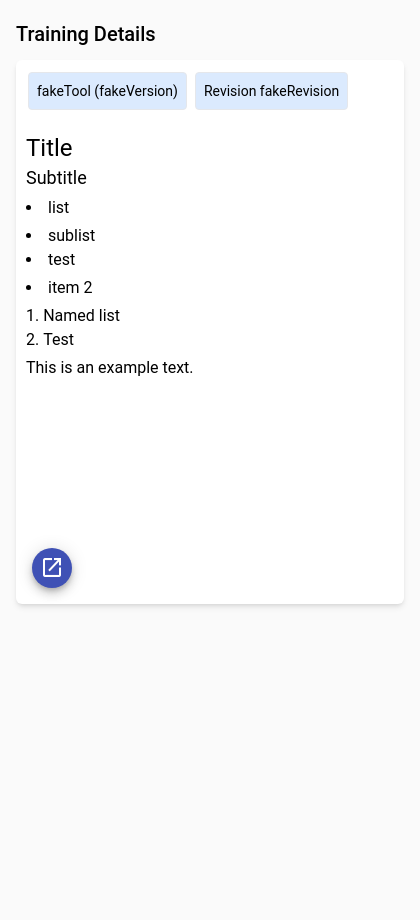 Training Details
fakeTool (fakeVersion) Revision fakeRevision
Title
Subtitle
• list
• sublist
• test
• item 2
1. Named list
2. Test
This is an example text.